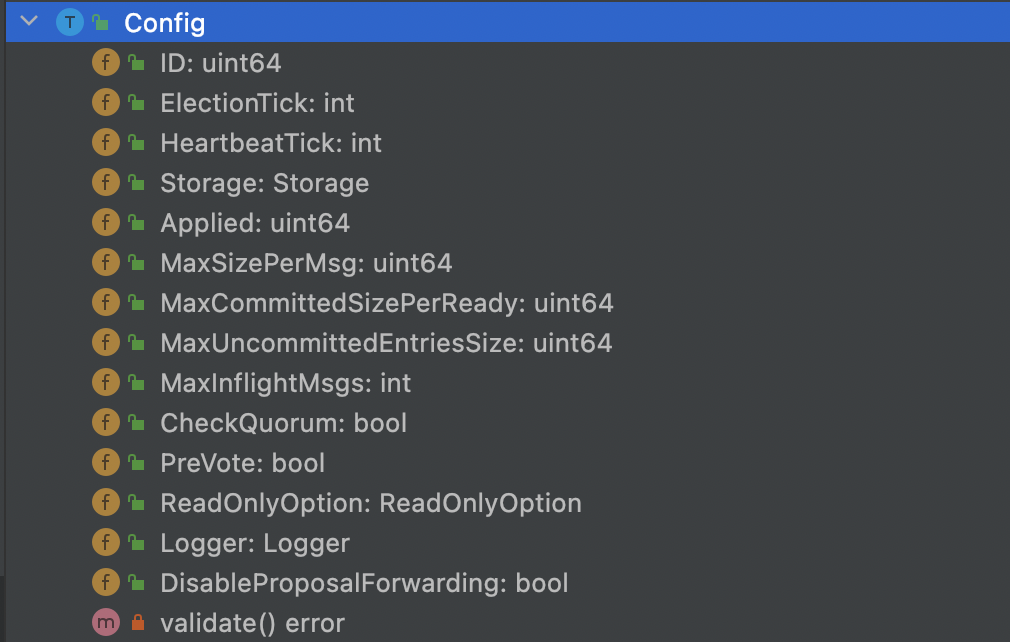 T Config
f ID: uint64
f ElectionTick: int
f HeartbeatTick: int
f Storage: Storage
f Applied: uint64
f MaxSizePerMsg: uint64
f MaxCommittedSizePerReady: uint64
f MaxUncommittedEntriesSize: uint64
f MaxInflightMsgs: int
f CheckQuorum: bool
f PreVote: bool
f ReadOnlyOption: ReadOnlyOption
f Logger: Logger
f DisableProposalForwarding: bool
m validate() error